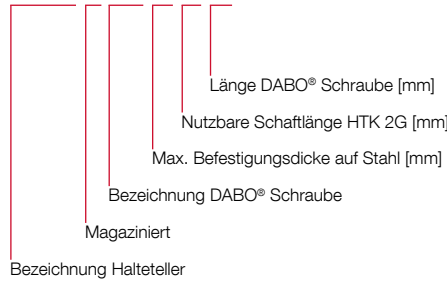 Länge DABO® Schraube [mm]
Nutzbare Schaftlänge HTK 2G [mm]
Max. Befestigungsdicke auf Stahl [mm]
Bezeichnung DABO® Schraube
Magaziniert
Bezeichnung Halteteller